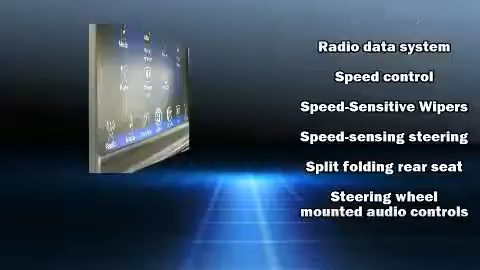 Radio data system
Speed control
Speed-Sensitive Wipers
Speed-sensing steering
Split folding rear seat
Steering wheel
mounted audio controls